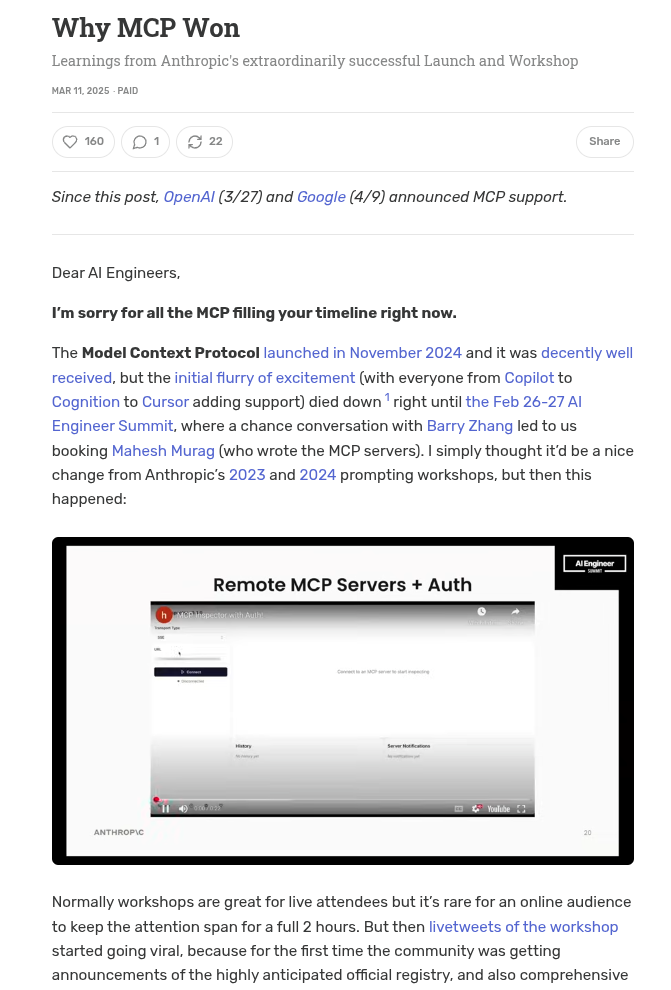 Why MCP Won
Learnings from Anthropic's extraordinarily successful Launch and Workshop
MAR 11, 2025 · PAID
160
1
22
Share
Since this post, OpenAI (3/27) and Google (4/9) announced MCP support.
Dear AI Engineers,
I'm sorry for all the MCP filling your timeline right now.
The Model Context Protocol launched in November 2024 and it was decently well
received, but the initial flurry of excitement (with everyone from Copilot to
Cognition to Cursor adding support) died down 1 right until the Feb 26-27 AI
Engineer Summit, where a chance conversation with Barry Zhang led to us
booking Mahesh Murag (who wrote the MCP servers). I simply thought it'd be a nice
change from Anthropic's 2023 and 2024 prompting workshops, but then this
happened:
AI Engineer
SUMMIT
Remote MCP Servers + Auth
h
MCP Inspector with Auth
Transport Type
SSE
URL
Connect
Disconnected
Connect to an MCP server to start inspecting
History
No history yet
Server Notifications
No notifications yet
YouTube
ANTHROP\C
20
Normally workshops are great for live attendees but it's rare for an online audience
to keep the attention span for a full 2 hours. But then livetweets of the workshop
started going viral, because for the first time the community was getting
announcements of the highly anticipated official registry, and also comprehensive